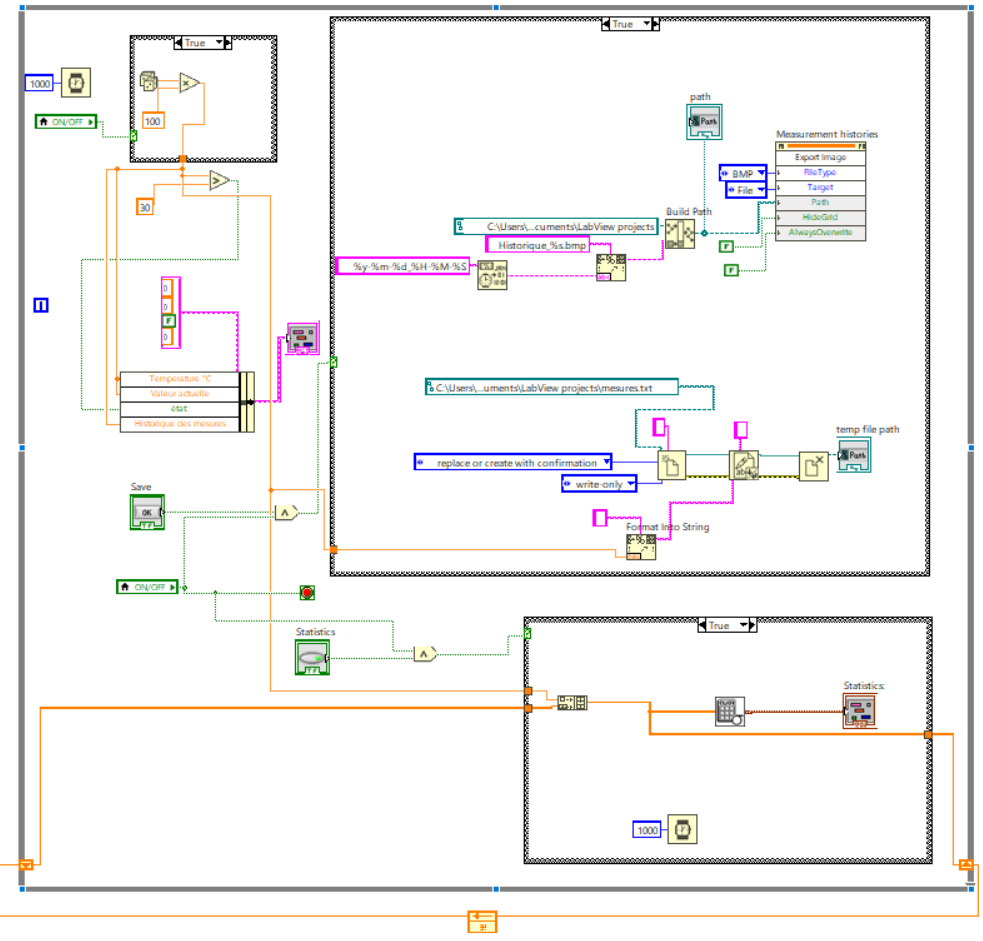 True
1000
ON/OFF
100
30
0
0
F
0
Temperature °C
Valeur actuelle
état
Historique des mesures
Save
OK
TF
ON/OFF
Statistics
TF
True
path
Path
Measurement histories
Export Image
FileType
Target
Path
HideGrid
AlwaysOverwrite
BMP
File
Build Path
C:\Users\...cuments\LabView projects
Historique_%s.bmp
%y-%m-%d_%H-%M-%S
F
F
C:\Users\...uments\LabView projects\mesures.txt
temp file path
Path
replace or create with confirmation
write-only
Format Into String
True
Statistics:
1000